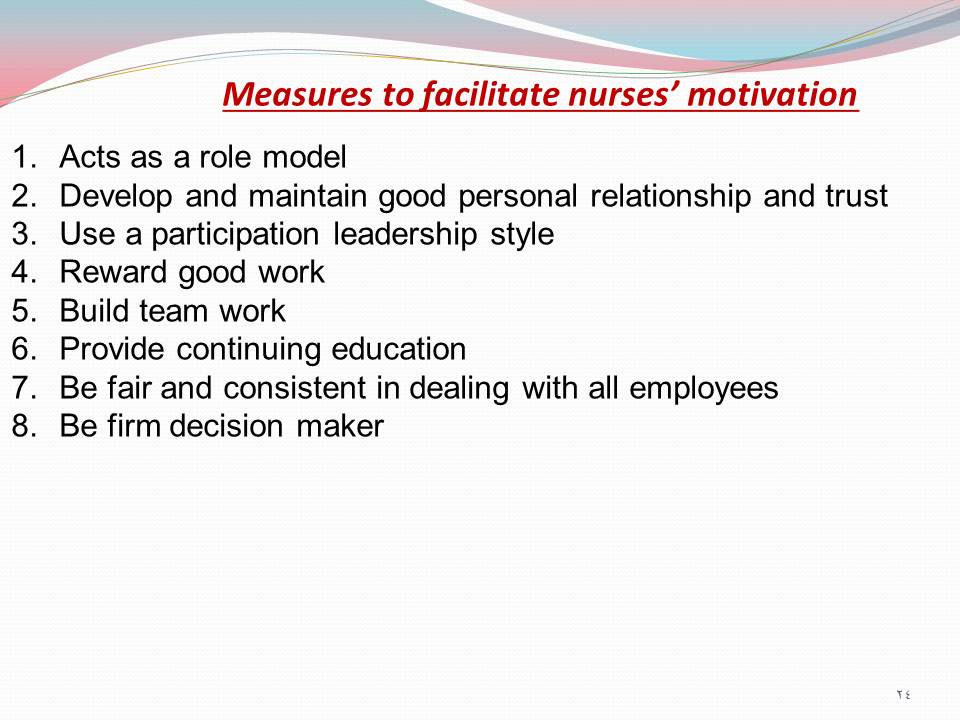 Measures to facilitate nurses’ motivation
1. Acts as a role model
2. Develop and maintain good personal relationship and trust
3. Use a participation leadership style
4. Reward good work
5. Build team work
6. Provide continuing education
7. Be fair and consistent in dealing with all employees
8. Be firm decision maker
٢٤